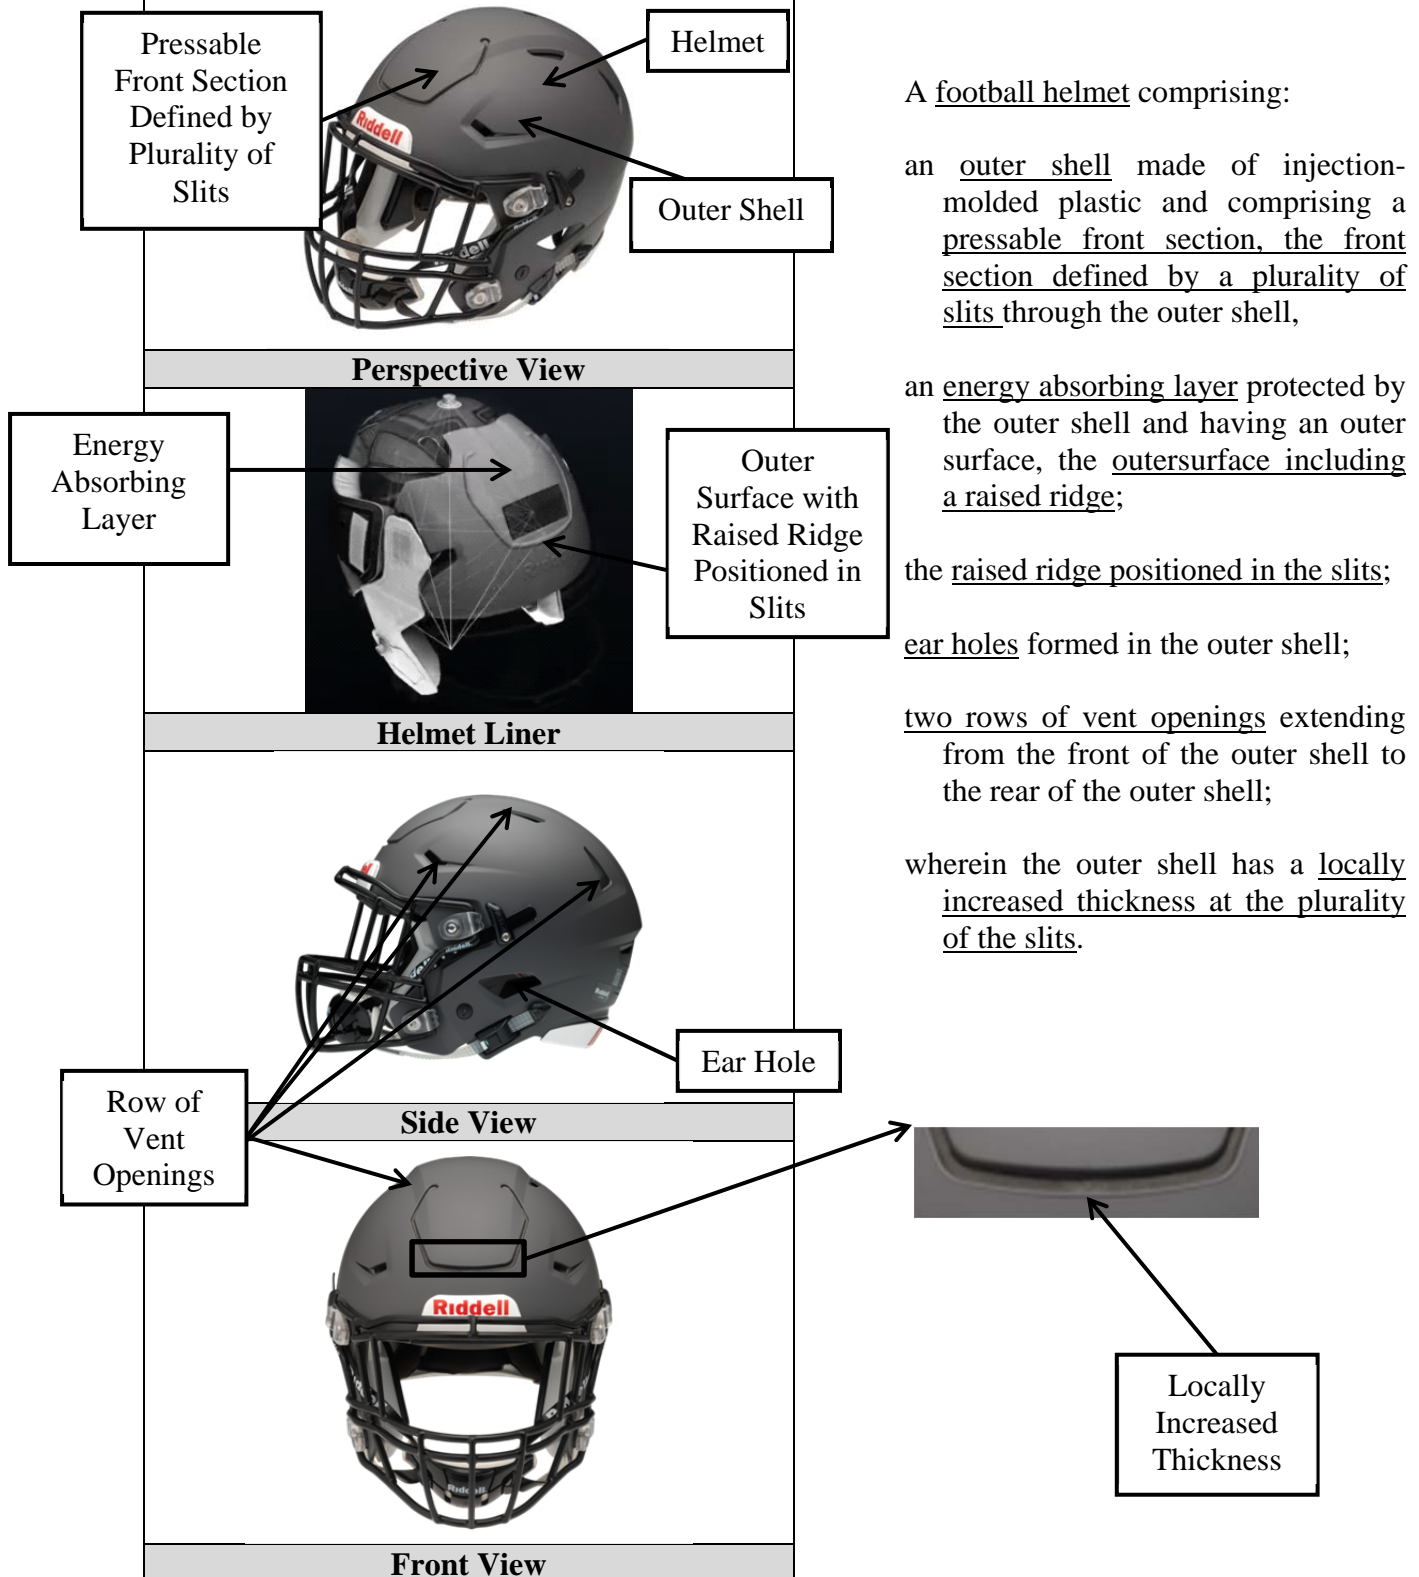 Pressable
Front Section
Defined by
Plurality of
Slits
Helmet
Outer Shell
Riddell
Riddell
Perspective View
Energy
Absorbing
Layer
Outer
Surface with
Raised Ridge
Positioned in
Slits
Helmet Liner
Row of
Vent
Openings
Ear Hole
Side View
Riddell
Riddell
Front View
A football helmet comprising:
an outer shell made of injection-
molded plastic and comprising a
pressable front section, the front
section defined by a plurality of
slits through the outer shell,
an energy absorbing layer protected by
the outer shell and having an outer
surface, the outersurface including
a raised ridge;
the raised ridge positioned in the slits;
ear holes formed in the outer shell;
two rows of vent openings extending
from the front of the outer shell to
the rear of the outer shell;
wherein the outer shell has a locally
increased thickness at the plurality
of the slits.
Locally
Increased
Thickness